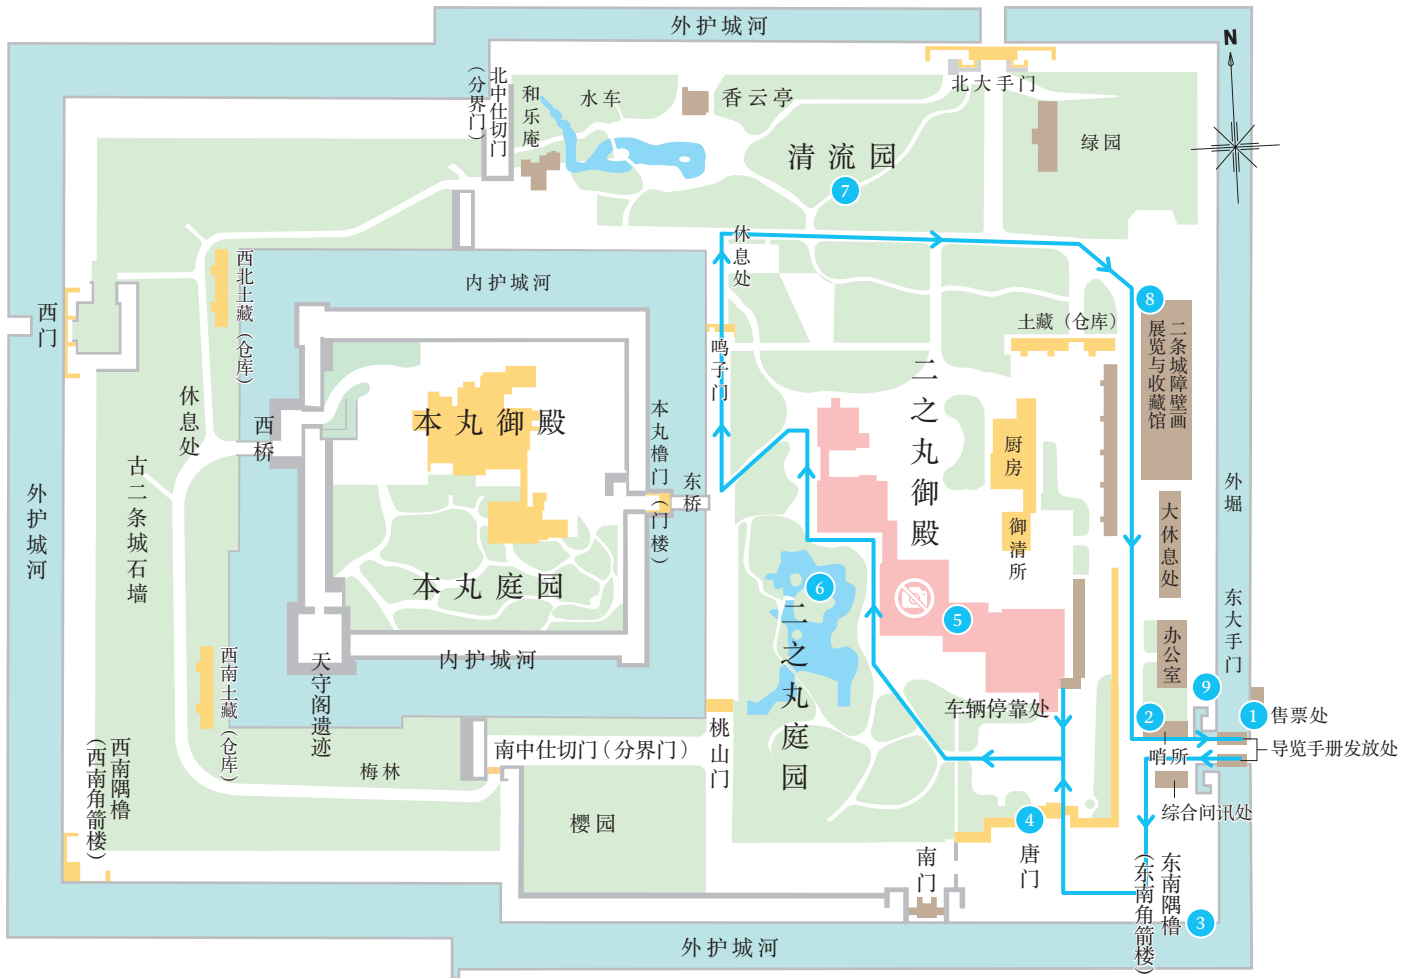 外护城河
N
北大手门
北中仕切门
（分界门）
和乐庵
水车
香云亭
清流园
7
绿园
休息处
西北土藏（仓库）
内护城河
西门
鸣子门
土藏（仓库）
8
二条城障壁画
展览与收藏馆
二之丸御殿
休息处
西桥
本丸御殿
本丸橹门（门楼）
东桥
厨房
御清所
古二条城石墙
外护城河
外堀
大休息处
本丸庭园
6
二之丸庭园
5
东大手门
办公室
内护城河
天守阁遗迹
西南土藏（仓库）
车辆停靠处
9
2
1
售票处
桃山门
南中仕切门（分界门）
哨所
导览手册发放处
梅林
西南隅橹
（西南角箭楼）
综合问讯处
樱园
4
唐门
南门
东南隅橹
（东南角箭楼）
3
外护城河